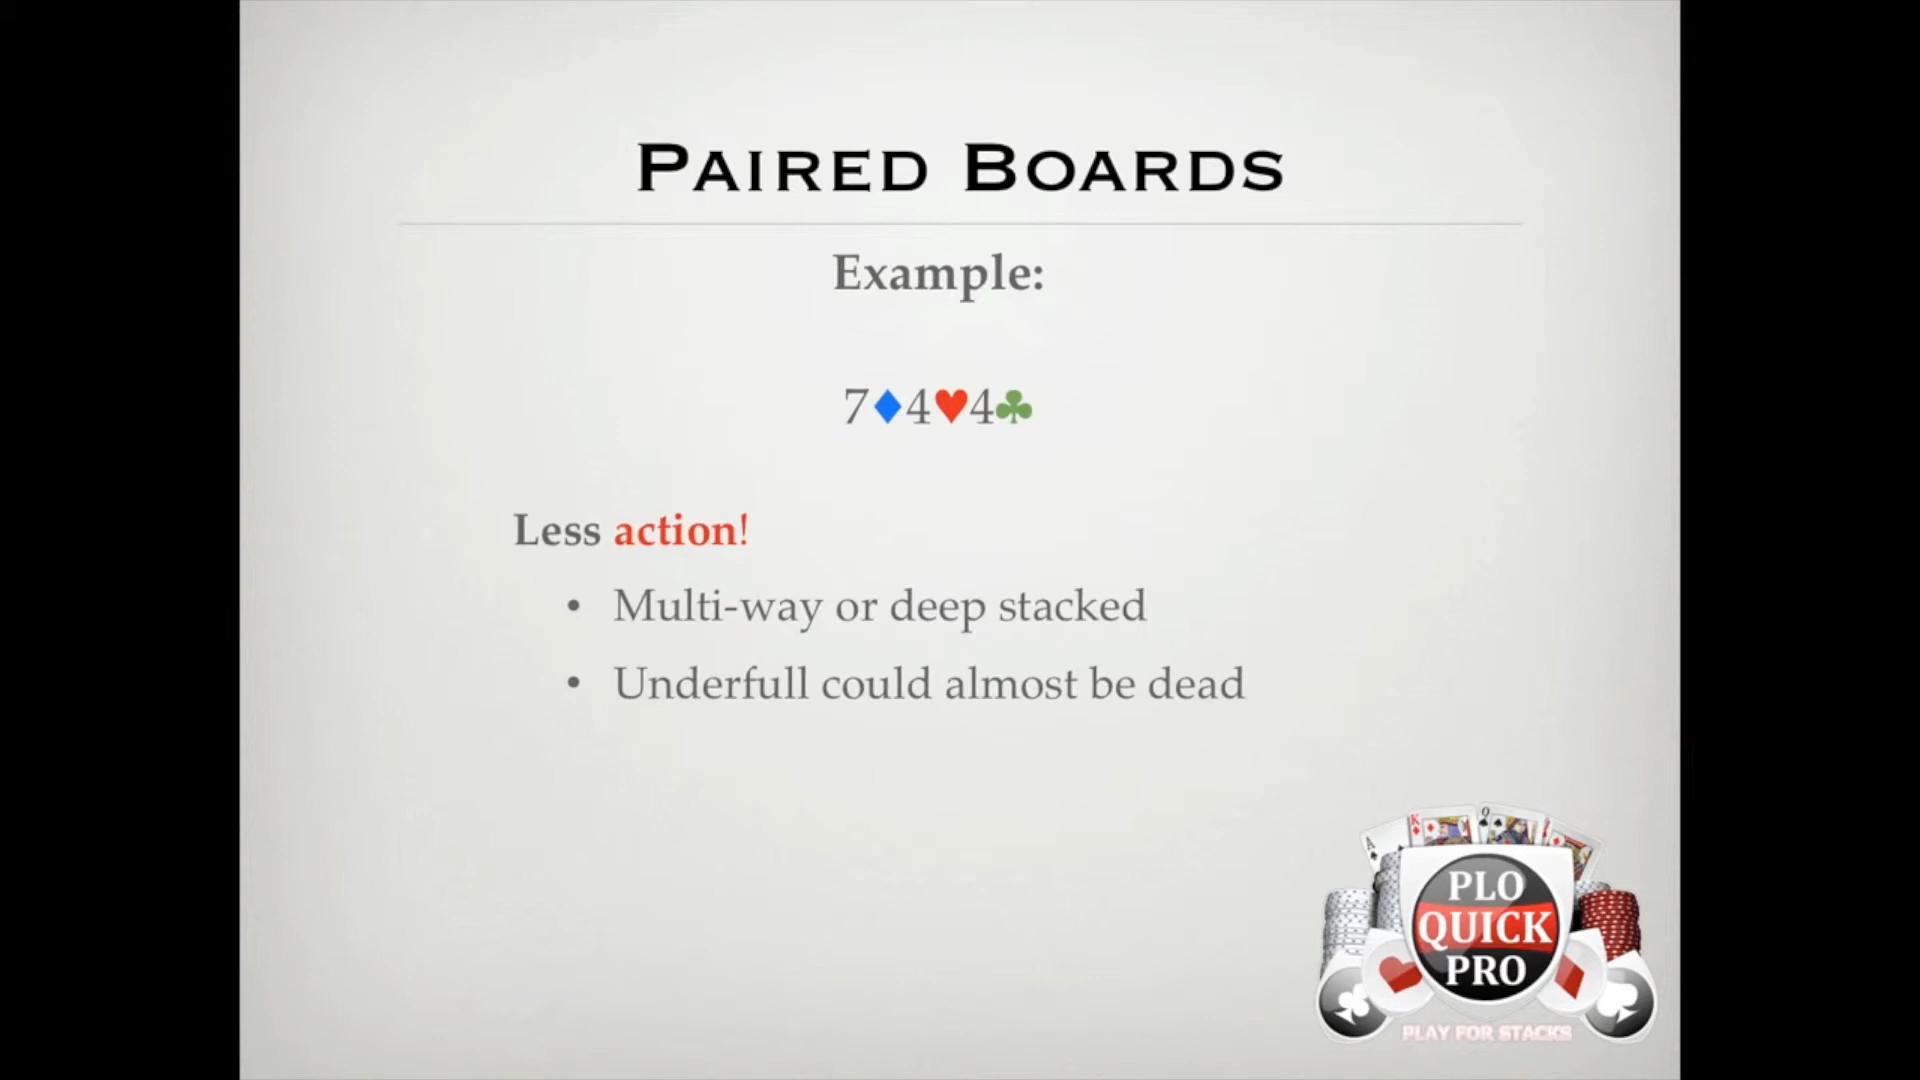 PAIRED BOARDS
Example:
7♦4♥4♣
Less action!
• Multi-way or deep stacked
• Underfull could almost be dead
A K Q
PLO
QUICK
PRO
PLAY FOR STACKS